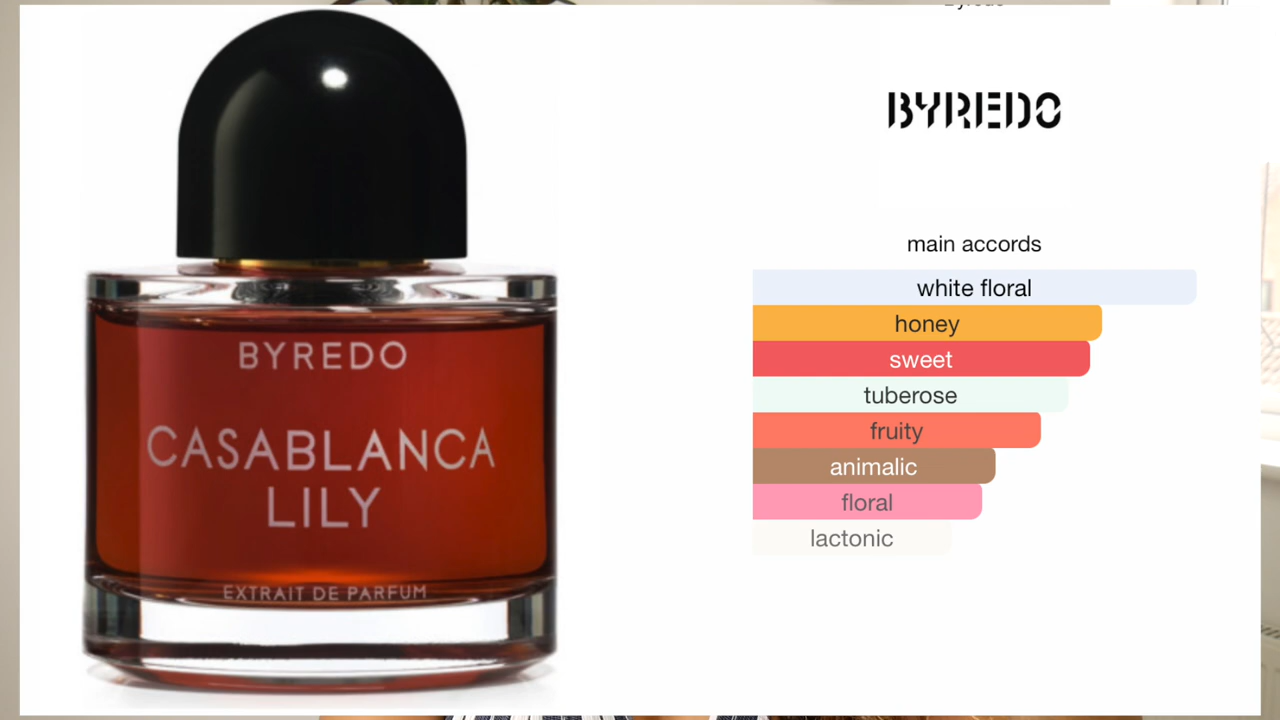 BYREDO
CASABLANCA
LILY
EXTRAIT DE PARFUM
BYREDO
main accords
white floral
honey
sweet
tuberose
fruity
animalic
floral
lactonic